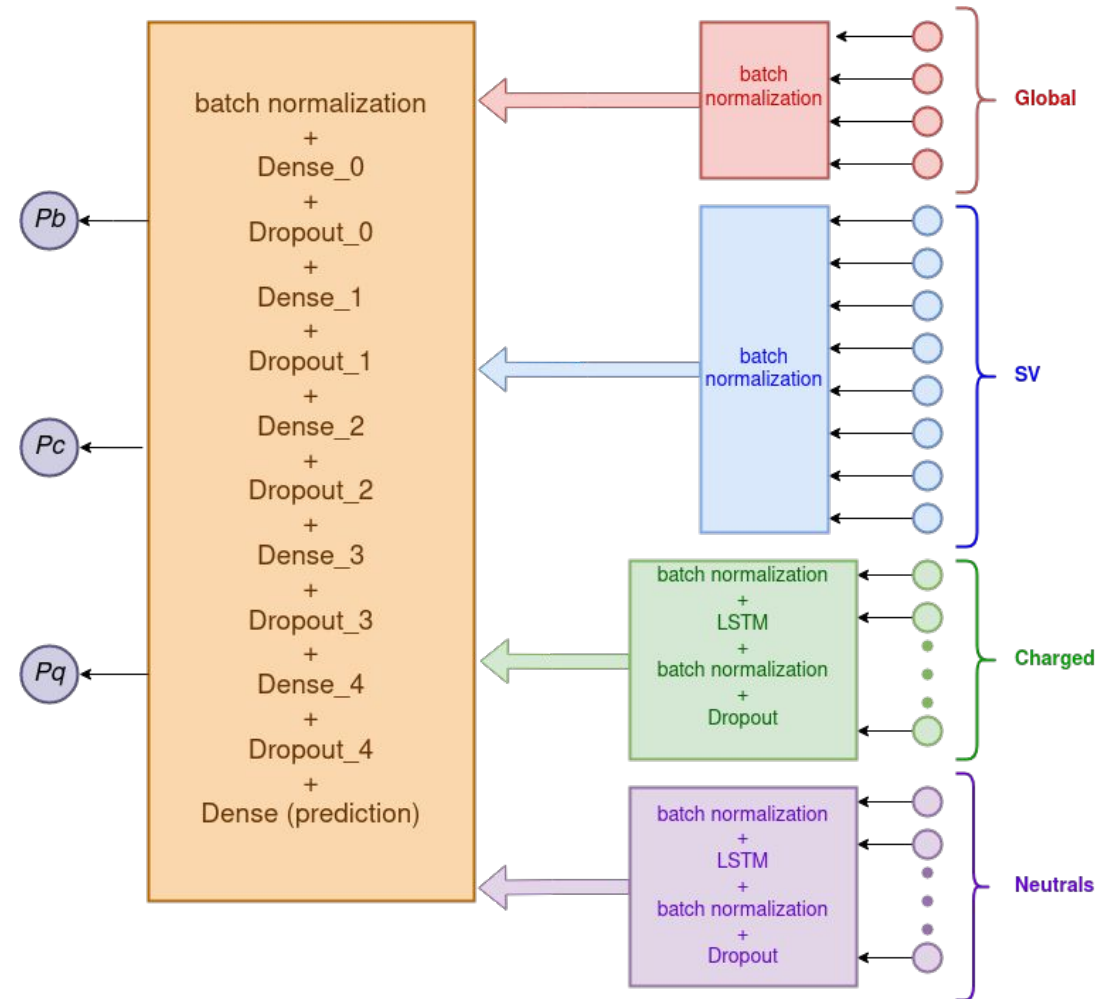 Pb
Pc
Pq
batch normalization
+
Dense_0
+
Dropout_0
+
Dense_1
+
Dropout_1
+
Dense_2
+
Dropout_2
+
Dense_3
+
Dropout_3
+
Dense_4
+
Dropout_4
+
Dense (prediction)
batch
normalization
Global
batch
normalization
SV
batch normalization
+
LSTM
+
batch normalization
+
Dropout
Charged
batch normalization
+
LSTM
+
batch normalization
+
Dropout
Neutrals